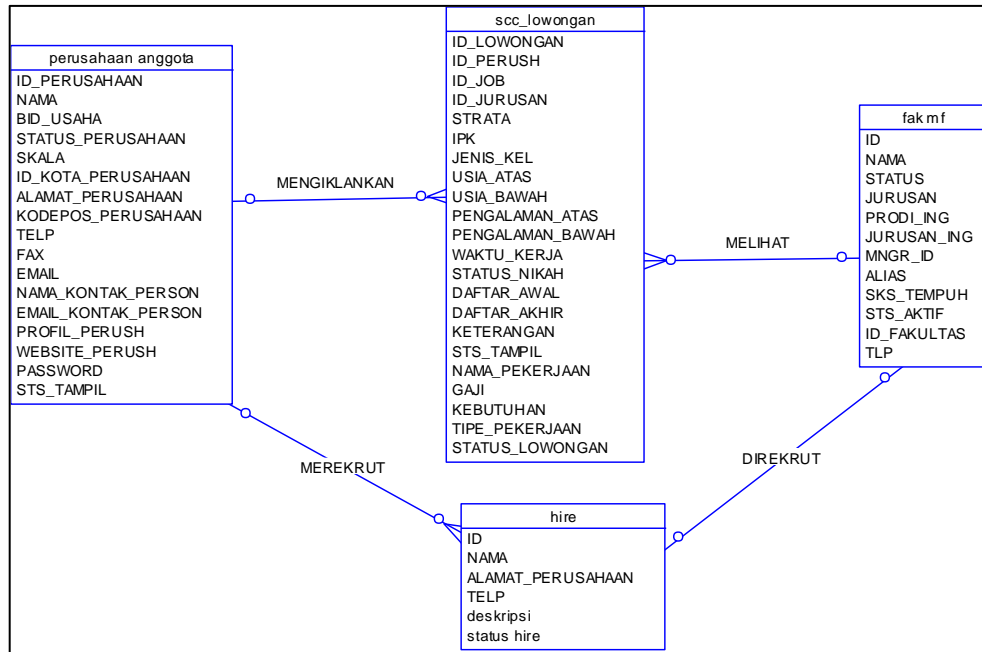 perusahaan anggota
ID_PERUSAHAAN
NAMA
BID_USAHA
STATUS_PERUSAHAAN
SKALA
ID_KOTA_PERUSAHAAN
ALAMAT_PERUSAHAAN
KODEPOS_PERUSAHAAN
TELP
FAX
EMAIL
NAMA_KONTAK_PERSON
EMAIL_KONTAK_PERSON
PROFIL_PERUSH
WEBSITE_PERUSH
PASSWORD
STS_TAMPIL
MENGIKLANKAN
scc_lowongan
ID_LOWONGAN
ID_PERUSH
ID_JOB
ID_JURUSAN
STRATA
IPK
JENIS_KEL
USIA_ATAS
USIA_BAWAH
PENGALAMAN_ATAS
PENGALAMAN_BAWAH
WAKTU_KERJA
STATUS_NIKAH
DAFTAR_AWAL
DAFTAR_AKHIR
KETERANGAN
STS_TAMPIL
NAMA_PEKERJAAN
GAJI
KEBUTUHAN
TIPE_PEKERJAAN
STATUS_LOWONGAN
MELIHAT
fak mf
ID
NAMA
STATUS
JURUSAN
PRODI_ING
JURUSAN_ING
MNGR_ID
ALIAS
SKS_TEMPUH
STS_AKTIF
ID_FAKULTAS
TLP
MEREKRUT
DIREKRUT
hire
ID
NAMA
ALAMAT_PERUSAHAAN
TELP
deskripsi
status hire